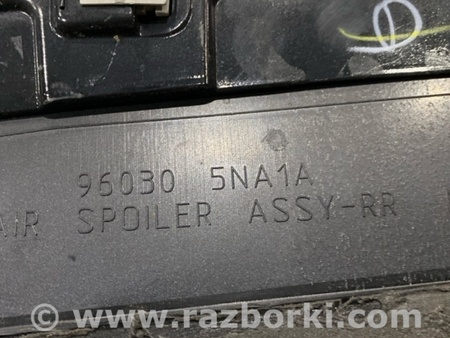 96030 5NA1A
AIR SPOILER ASSY-RR
www.razborki.com